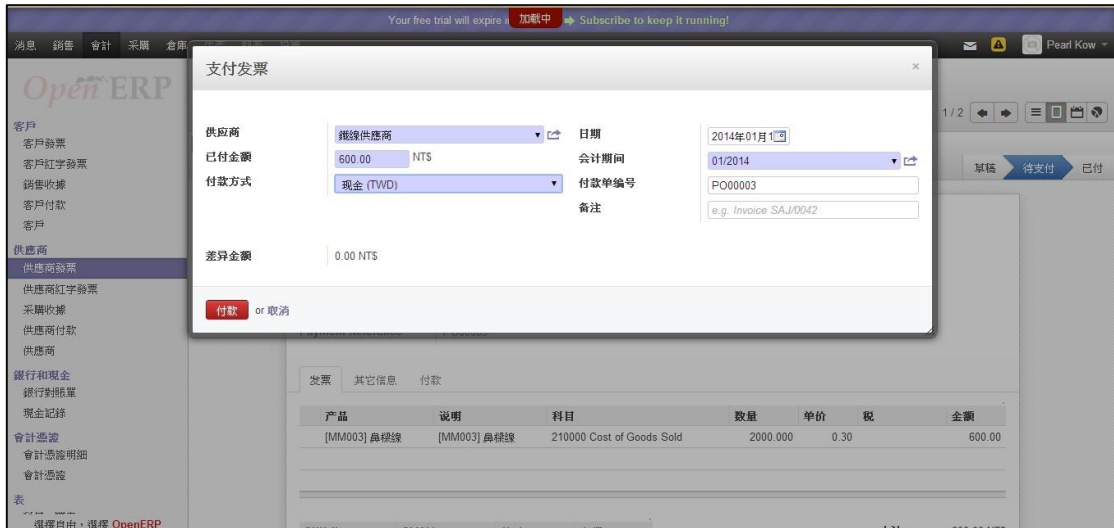 Your free trial will expire i 加載中 Subscribe to keep it running!
消息 銷售 會計 采購 倉庫
Pearl Kow
Open ERP
1/2
客戶
客戶發票
客戶紅字發票
銷售收據
客戶付款
客戶
供應商
供應商發票
供應商紅字發票
采購收據
供應商付款
供應商
銀行和現金
銀行對賬單
現金記錄
會計憑證
會計憑證明細
會計憑證
表
選擇自由，選擇 OpenERP
草稿 待支付 已付
支付发票 ×
供应商 鐵線供應商 日期 2014年01月1
已付金额 600.00 NT$ 会计期间 01/2014
付款方式 现金 (TWD) 付款单编号 PO00003
备注 e.g. Invoice SAJ/0042
差异金额 0.00 NT$
付款 or 取消
Payment Reference PO00003
发票 其它信息 付款
产品 说明 科目 数量 单价 税 金额
[MM003] 鼻樑線 [MM003] 鼻樑線 210000 Cost of Goods Sold 2000.000 0.30 600.00